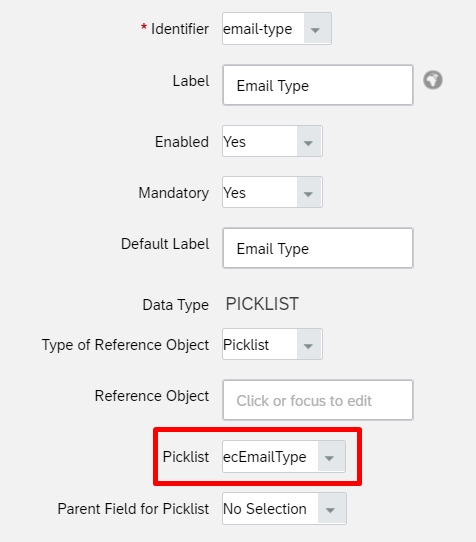 * Identifier email-type
Label Email Type
Enabled Yes
Mandatory Yes
Default Label Email Type
Data Type PICKLIST
Type of Reference Object Picklist
Reference Object Click or focus to edit
Picklist ecEmailType
Parent Field for Picklist No Selection